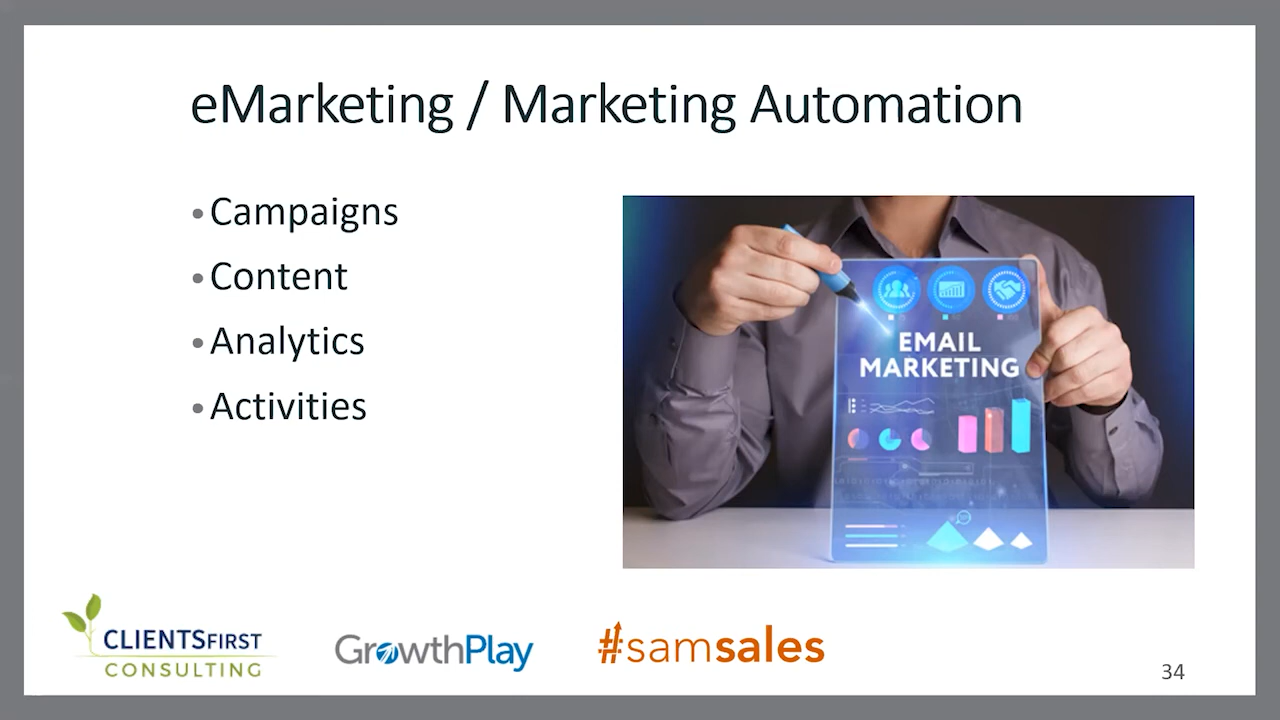 eMarketing / Marketing Automation
• Campaigns
• Content
• Analytics
• Activities
EMAIL
MARKETING
CLIENTSFIRST
CONSULTING
GrowthPlay
#samsales
34